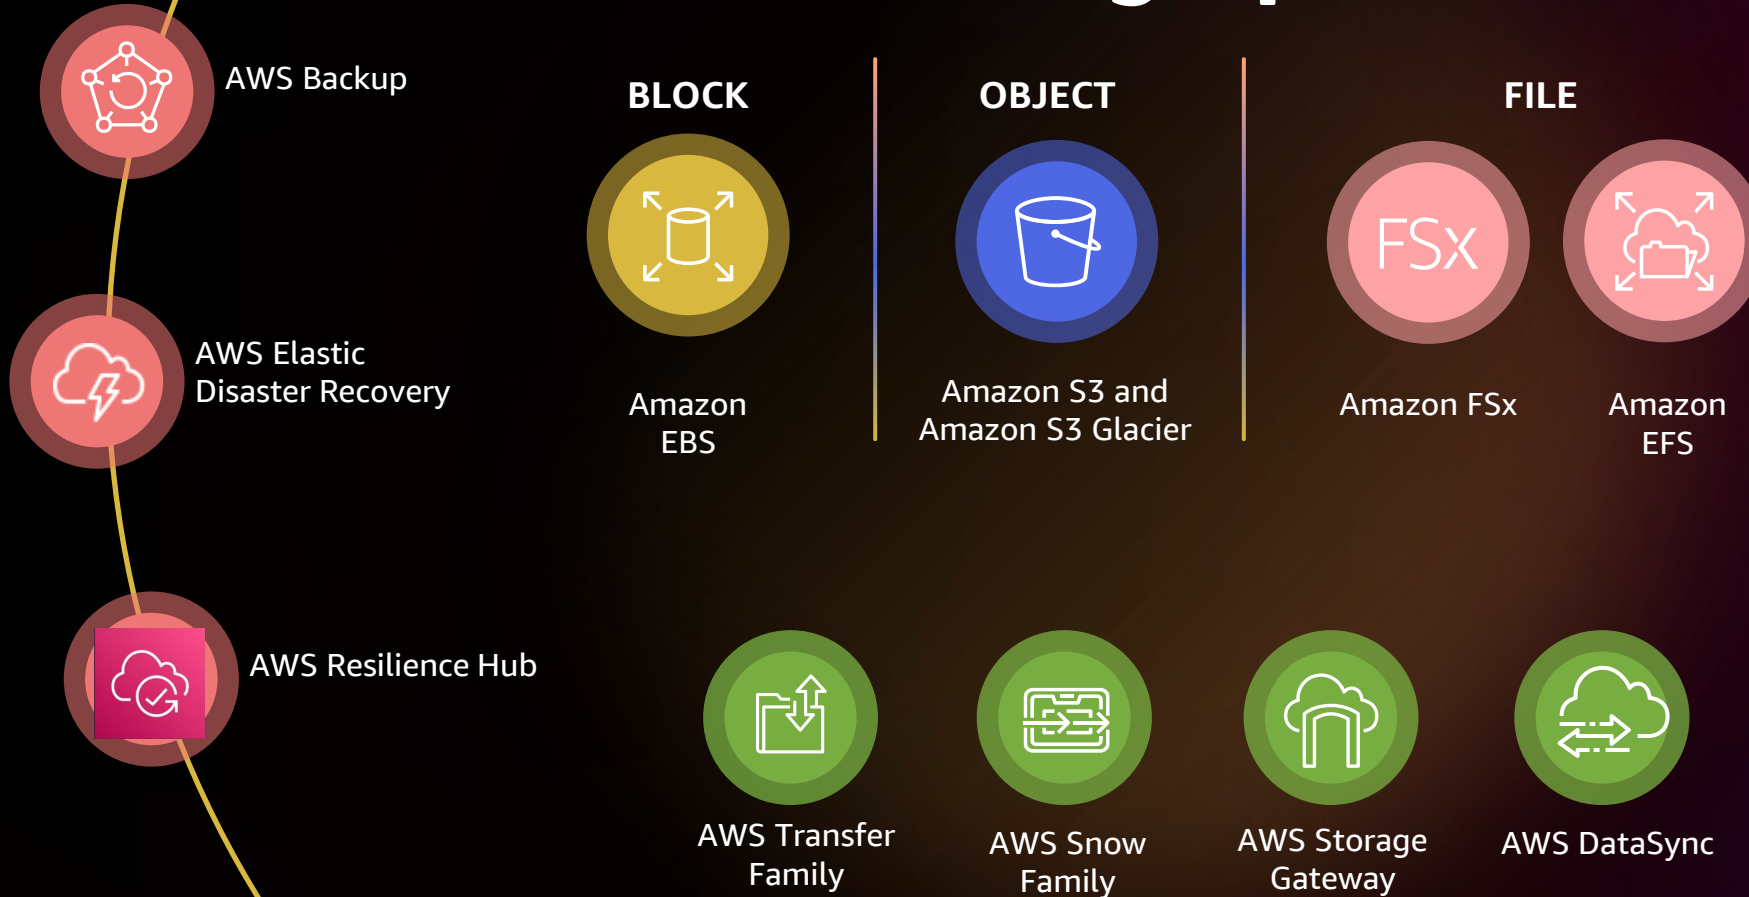 AWS Backup
AWS Elastic
Disaster Recovery
AWS Resilience Hub
BLOCK
Amazon
EBS
OBJECT
Amazon S3 and
Amazon S3 Glacier
FILE
FSx
Amazon FSx
Amazon
EFS
AWS Transfer
Family
AWS Snow
Family
AWS Storage
Gateway
AWS DataSync